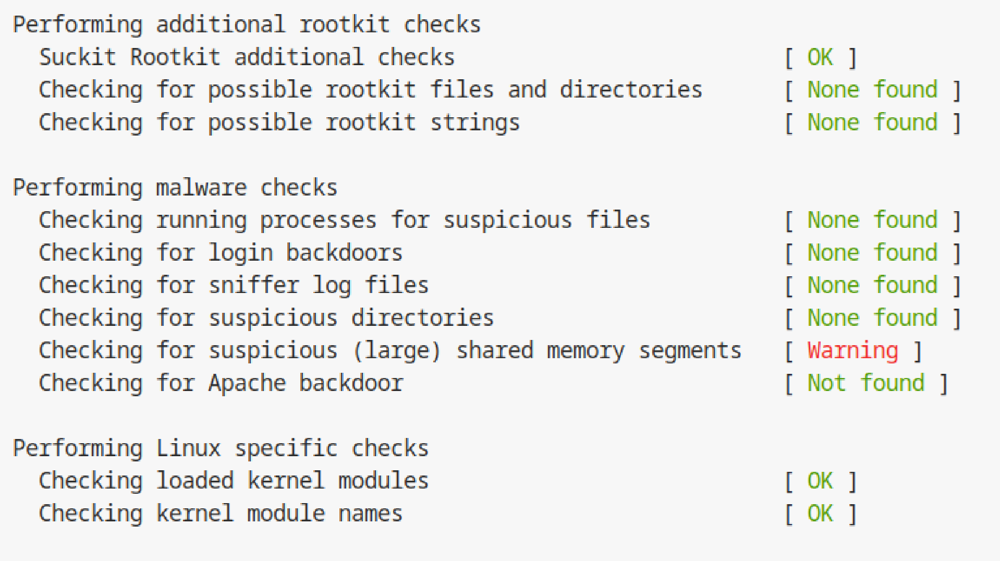 Performing additional rootkit checks
  Suckit Rootkit additional checks                         [ OK ]
  Checking for possible rootkit files and directories      [ None found ]
  Checking for possible rootkit strings                    [ None found ]

Performing malware checks
  Checking running processes for suspicious files          [ None found ]
  Checking for login backdoors                             [ None found ]
  Checking for sniffer log files                           [ None found ]
  Checking for suspicious directories                      [ None found ]
  Checking for suspicious (large) shared memory segments   [ Warning ]
  Checking for Apache backdoor                             [ Not found ]

Performing Linux specific checks
  Checking loaded kernel modules                           [ OK ]
  Checking kernel module names                             [ OK ]